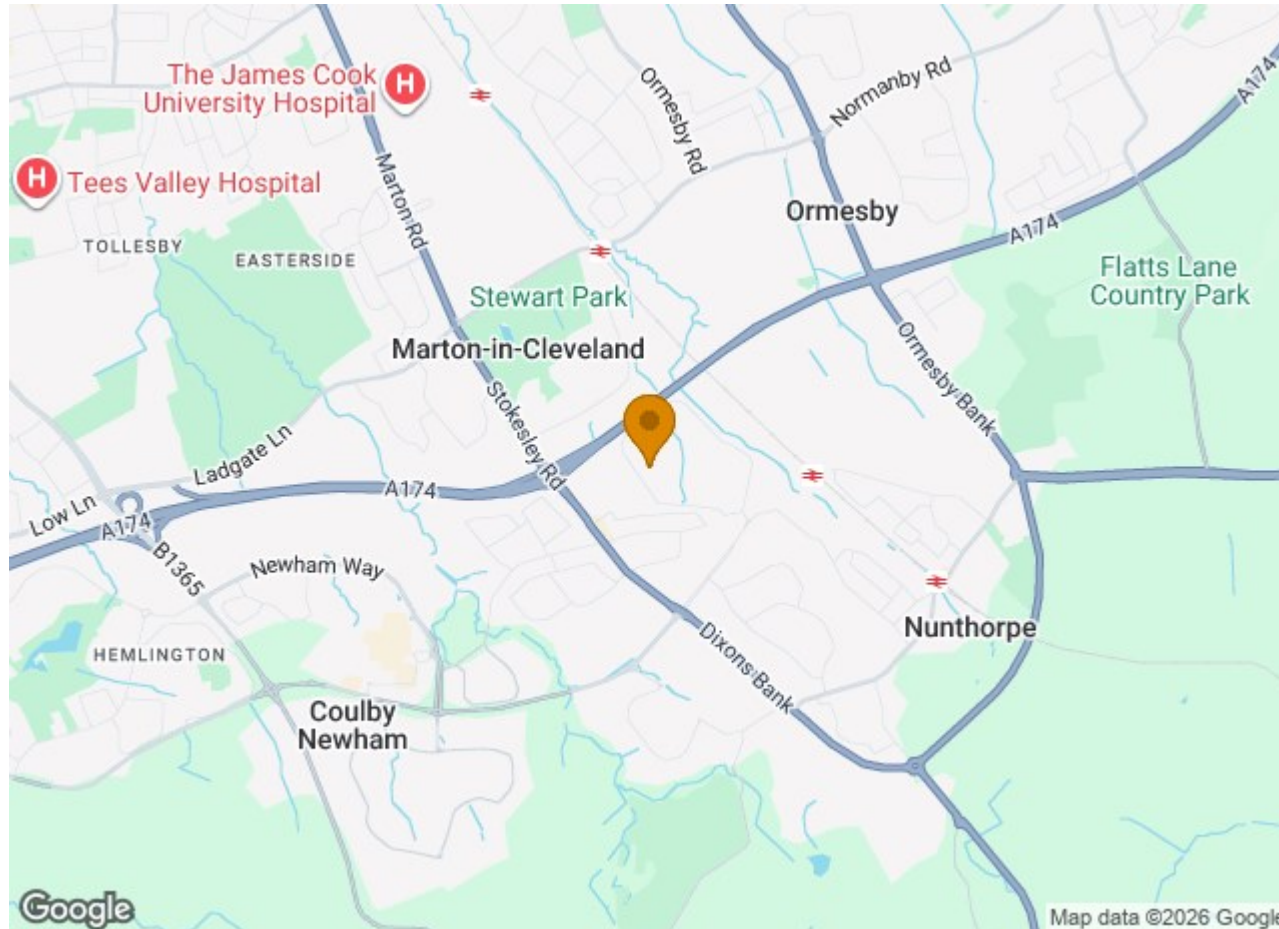 The James Cook
University Hospital
H
Ormesby Rd
Normanby Rd
A174
H
Tees Valley Hospital
Marton Rd
Ormesby
TOLLESBY
EASTERSIDE
A174
Flatts Lane
Country Park
Stewart Park
Marton-in-Cleveland
Ormesby Bank
Stokesley Rd
Ladgate Ln
A174
Low Ln
A174
B1365
Newham Way
Nunthorpe
HEMLINGTON
Dixons Bank
Coulby
Newham
Google
Map data ©2026 Google